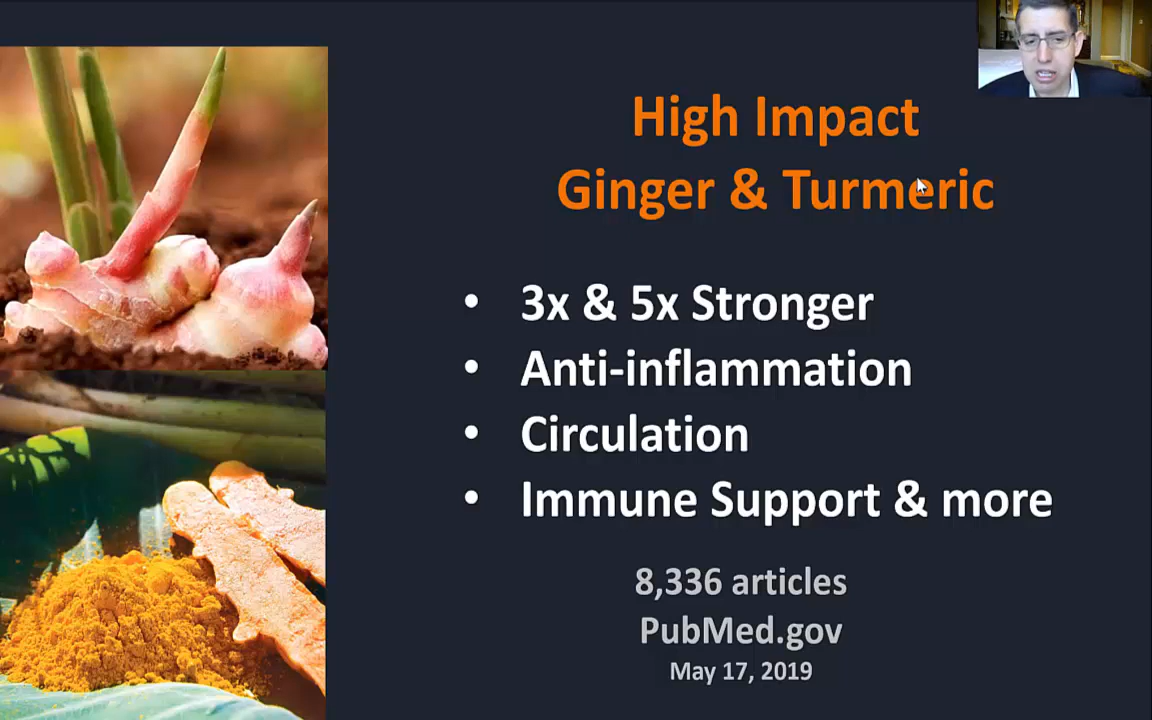 High Impact
Ginger & Turmeric
• 3x & 5x Stronger
• Anti-inflammation
• Circulation
• Immune Support & more
8,336 articles
PubMed.gov
May 17, 2019